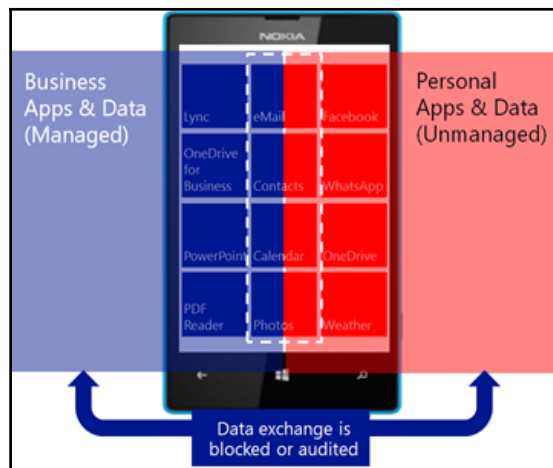 NOKIA
Business
Apps & Data
(Managed)
Personal
Apps & Data
(Unmanaged)
Lync
eMail
Facebook
OneDrive
for
Business
Contacts
WhatsApp
PowerPoint
Calendar
OneDrive
PDF
Reader
Photos
Weather
Data exchange is
blocked or audited